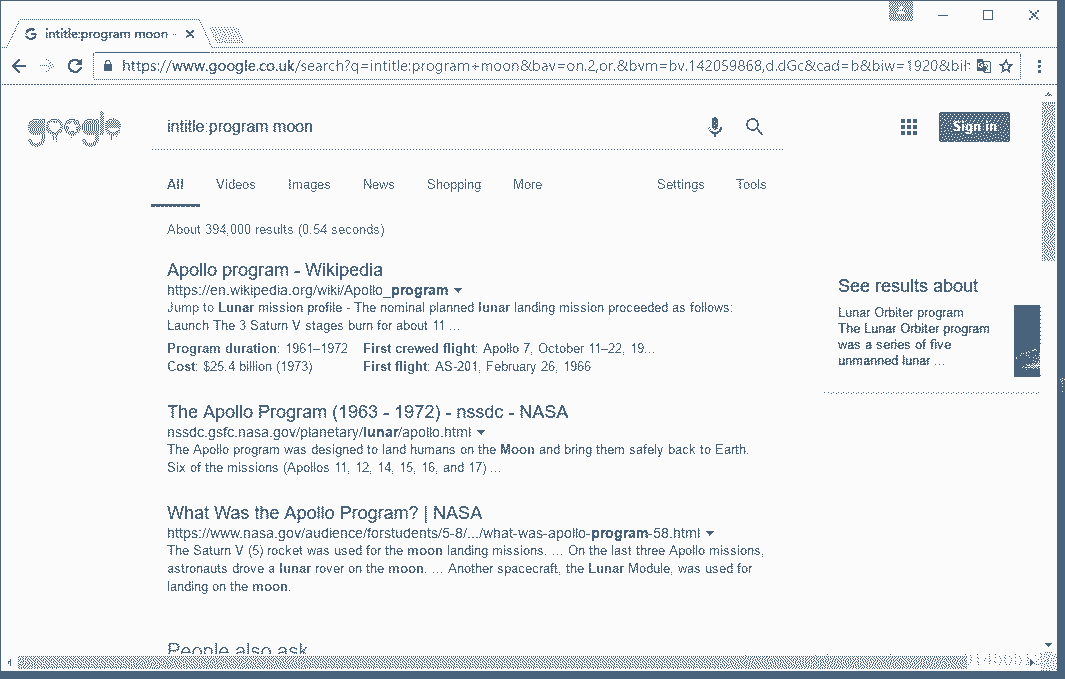 intitle:program moon -
https://www.google.co.uk/search?q=intitle:program+moon&bav=on.2,or.&bvm=bv.142059868,d.dGc&cad=b&biw=1920&bih
google
intitle:program moon
Sign in
All Videos Images News Shopping More Settings Tools
About 394,000 results (0.54 seconds)
Apollo program - Wikipedia
https://en.wikipedia.org/wiki/Apollo_program
Jump to Lunar mission profile - The nominal planned lunar landing mission proceeded as follows:
Launch The 3 Saturn V stages burn for about 11 ...
Program duration: 1961–1972 First crewed flight: Apollo 7, October 11–22, 19...
Cost: $25.4 billion (1973) First flight: AS-201, February 26, 1966
The Apollo Program (1963 - 1972) - nssdc - NASA
nssdc.gsfc.nasa.gov/planetary/lunar/apollo.html
The Apollo program was designed to land humans on the Moon and bring them safely back to Earth.
Six of the missions (Apollos 11, 12, 14, 15, 16, and 17) ...
What Was the Apollo Program? | NASA
https://www.nasa.gov/audience/forstudents/5-8/.../what-was-apollo-program-58.html
The Saturn V (5) rocket was used for the moon landing missions. ... On the last three Apollo missions,
astronauts drove a lunar rover on the moon. ... Another spacecraft, the Lunar Module, was used for
landing on the moon.
People also ask
See results about
Lunar Orbiter program
The Lunar Orbiter program
was a series of five
unmanned lunar ...